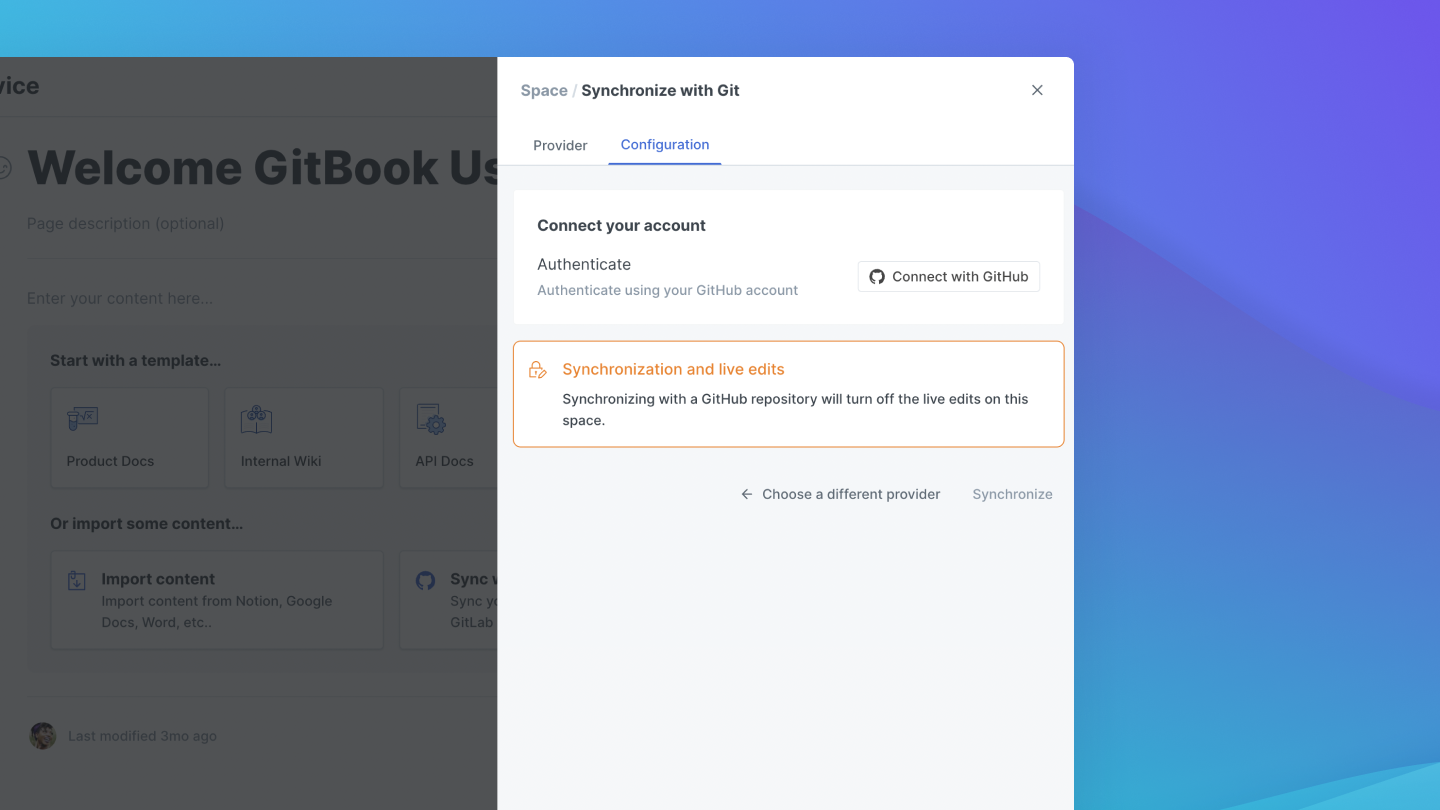 vice
Welcome GitBook Us
Page description (optional)
Enter your content here...
Start with a template…
Product Docs
Internal Wiki
API Docs
Or import some content…
Import content
Import content from Notion, Google
Docs, Word, etc..
Sync w
Sync yo
GitLab
Last modified 3mo ago
Space / Synchronize with Git
Provider
Configuration
Connect your account
Authenticate
Authenticate using your GitHub account
Connect with GitHub
Synchronization and live edits
Synchronizing with a GitHub repository will turn off the live edits on this
space.
Choose a different provider
Synchronize